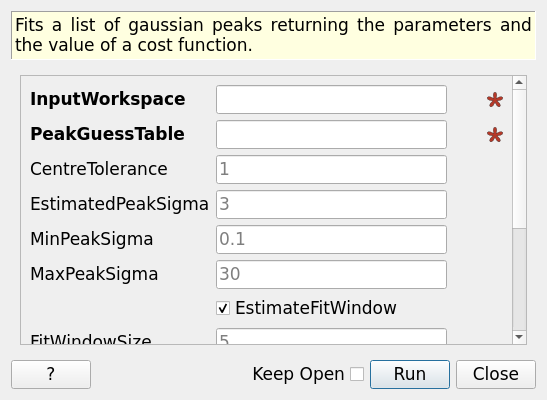 Fits a list of gaussian peaks returning the parameters and
the value of a cost function.
InputWorkspace
PeakGuessTable
CentreTolerance 1
EstimatedPeakSigma 3
MinPeakSigma 0.1
MaxPeakSigma 30
EstimateFitWindow
FitWindowSize 5
? Keep Open Run Close